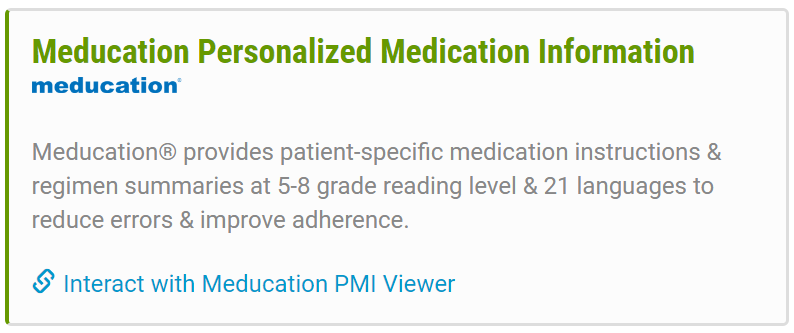 Meducation Personalized Medication Information
meducation®
Meducation® provides patient-specific medication instructions &
regimen summaries at 5-8 grade reading level & 21 languages to
reduce errors & improve adherence.
Interact with Meducation PMI Viewer